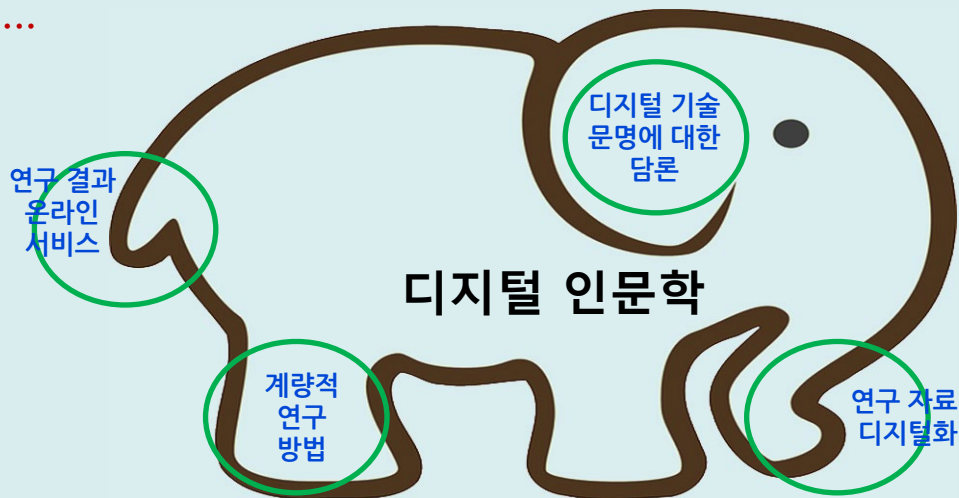 ...
디지털 기술
문명에 대한
담론
연구 결과
온라인
서비스
디지털 인문학
계량적
연구
방법
연구 자료
디지털화